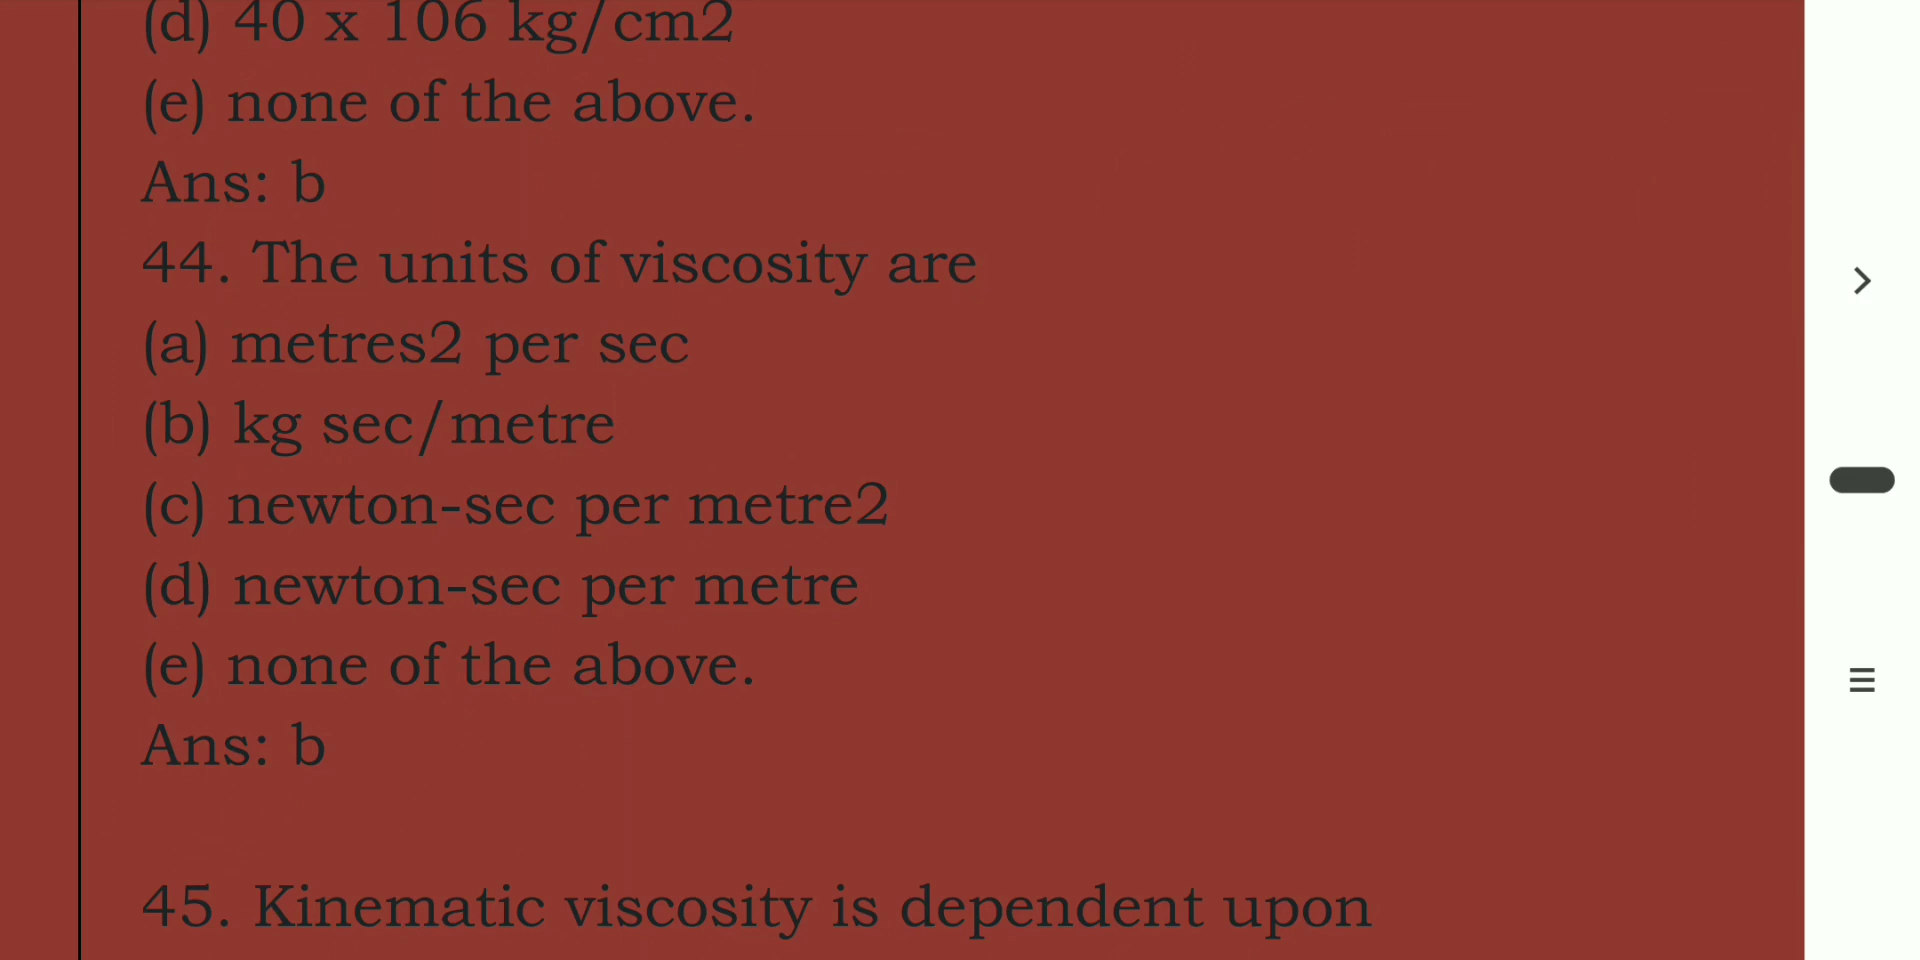 (d) 40 x 106 kg/cm2
(e) none of the above.
Ans: b
44. The units of viscosity are
(a) metres2 per sec
(b) kg sec/metre
(c) newton-sec per metre2
(d) newton-sec per metre
(e) none of the above.
Ans: b
45. Kinematic viscosity is dependent upon